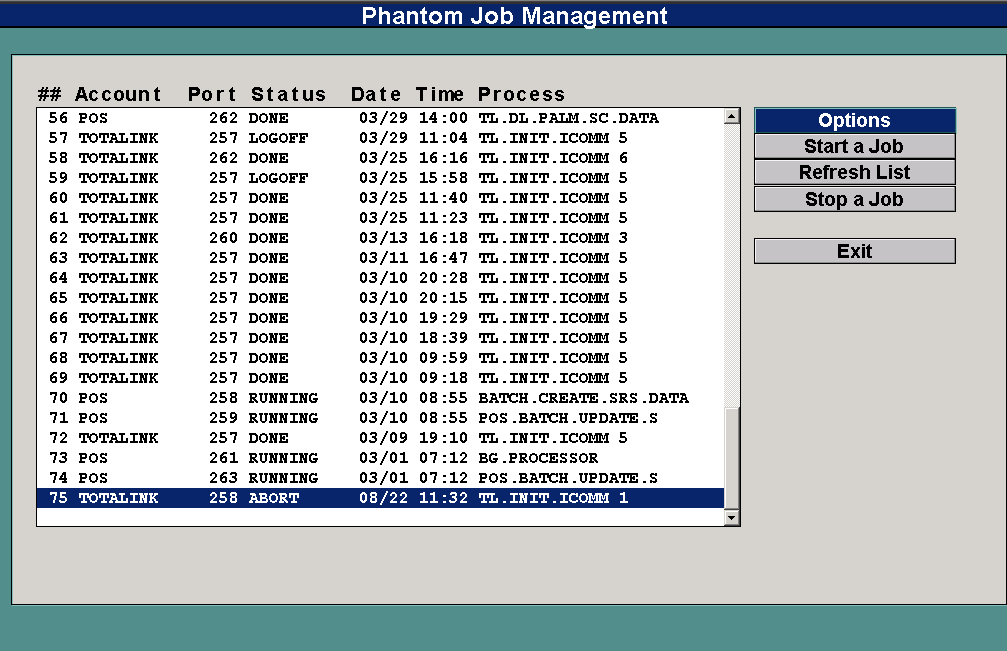 Phantom Job Management
## Account Port Status Date Time Process
56 POS 262 DONE 03/29 14:00 TL.DL.PALM.SC.DATA
57 TOTALINK 257 LOGOFF 03/29 11:04 TL.INIT.ICOMM 5
58 TOTALINK 262 DONE 03/25 16:16 TL.INIT.ICOMM 6
59 TOTALINK 257 LOGOFF 03/25 15:58 TL.INIT.ICOMM 5
60 TOTALINK 257 DONE 03/25 11:40 TL.INIT.ICOMM 5
61 TOTALINK 257 DONE 03/25 11:23 TL.INIT.ICOMM 5
62 TOTALINK 260 DONE 03/13 16:18 TL.INIT.ICOMM 3
63 TOTALINK 257 DONE 03/11 16:47 TL.INIT.ICOMM 5
64 TOTALINK 257 DONE 03/10 20:28 TL.INIT.ICOMM 5
65 TOTALINK 257 DONE 03/10 20:15 TL.INIT.ICOMM 5
66 TOTALINK 257 DONE 03/10 19:29 TL.INIT.ICOMM 5
67 TOTALINK 257 DONE 03/10 18:39 TL.INIT.ICOMM 5
68 TOTALINK 257 DONE 03/10 09:59 TL.INIT.ICOMM 5
69 TOTALINK 257 DONE 03/10 09:18 TL.INIT.ICOMM 5
70 POS 258 RUNNING 03/10 08:55 BATCH.CREATE.SRS.DATA
71 POS 259 RUNNING 03/10 08:55 POS.BATCH.UPDATE.S
72 TOTALINK 257 DONE 03/09 19:10 TL.INIT.ICOMM 5
73 POS 261 RUNNING 03/01 07:12 BG.PROCESSOR
74 POS 263 RUNNING 03/01 07:12 POS.BATCH.UPDATE.S
75 TOTALINK 258 ABORT 08/22 11:32 TL.INIT.ICOMM 1
Options
Start a Job
Refresh List
Stop a Job
Exit